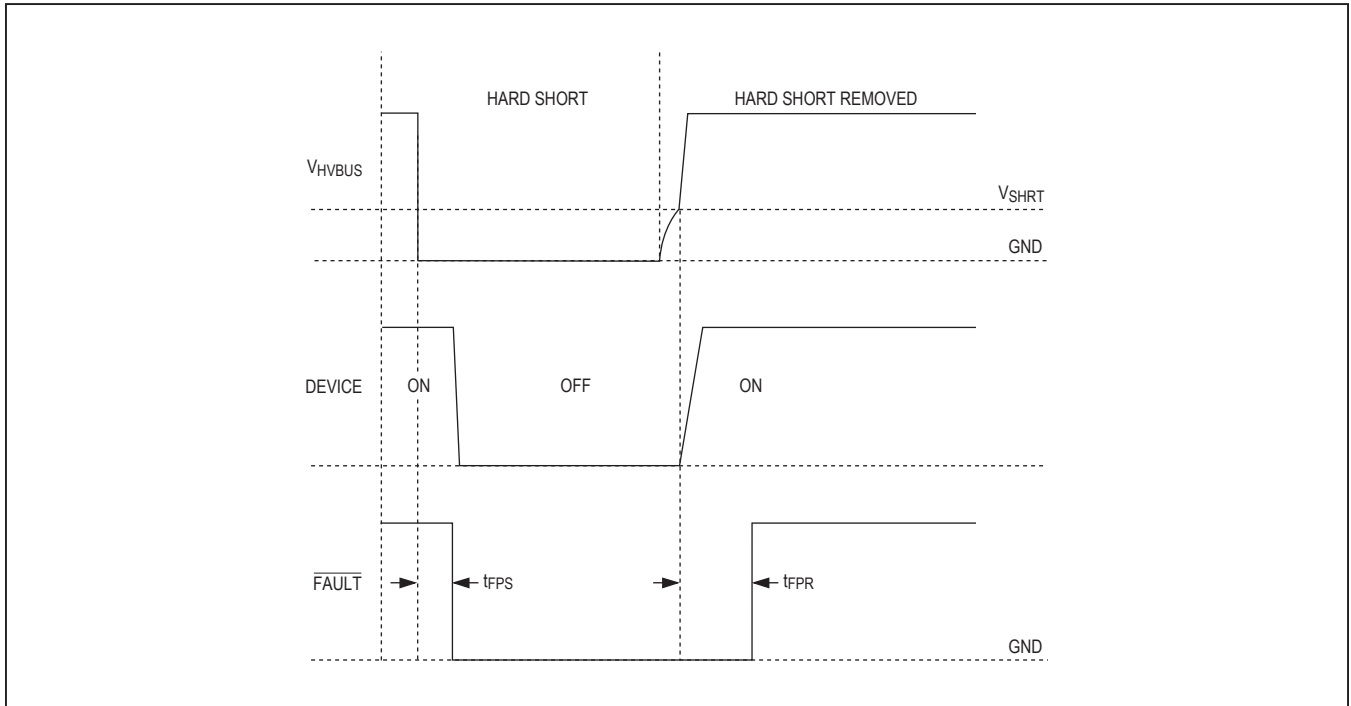 HARD SHORT HARD SHORT REMOVED
VHVBUS
VSHRT
GND
DEVICE ON OFF ON
FAULT tFPS tFPR
GND